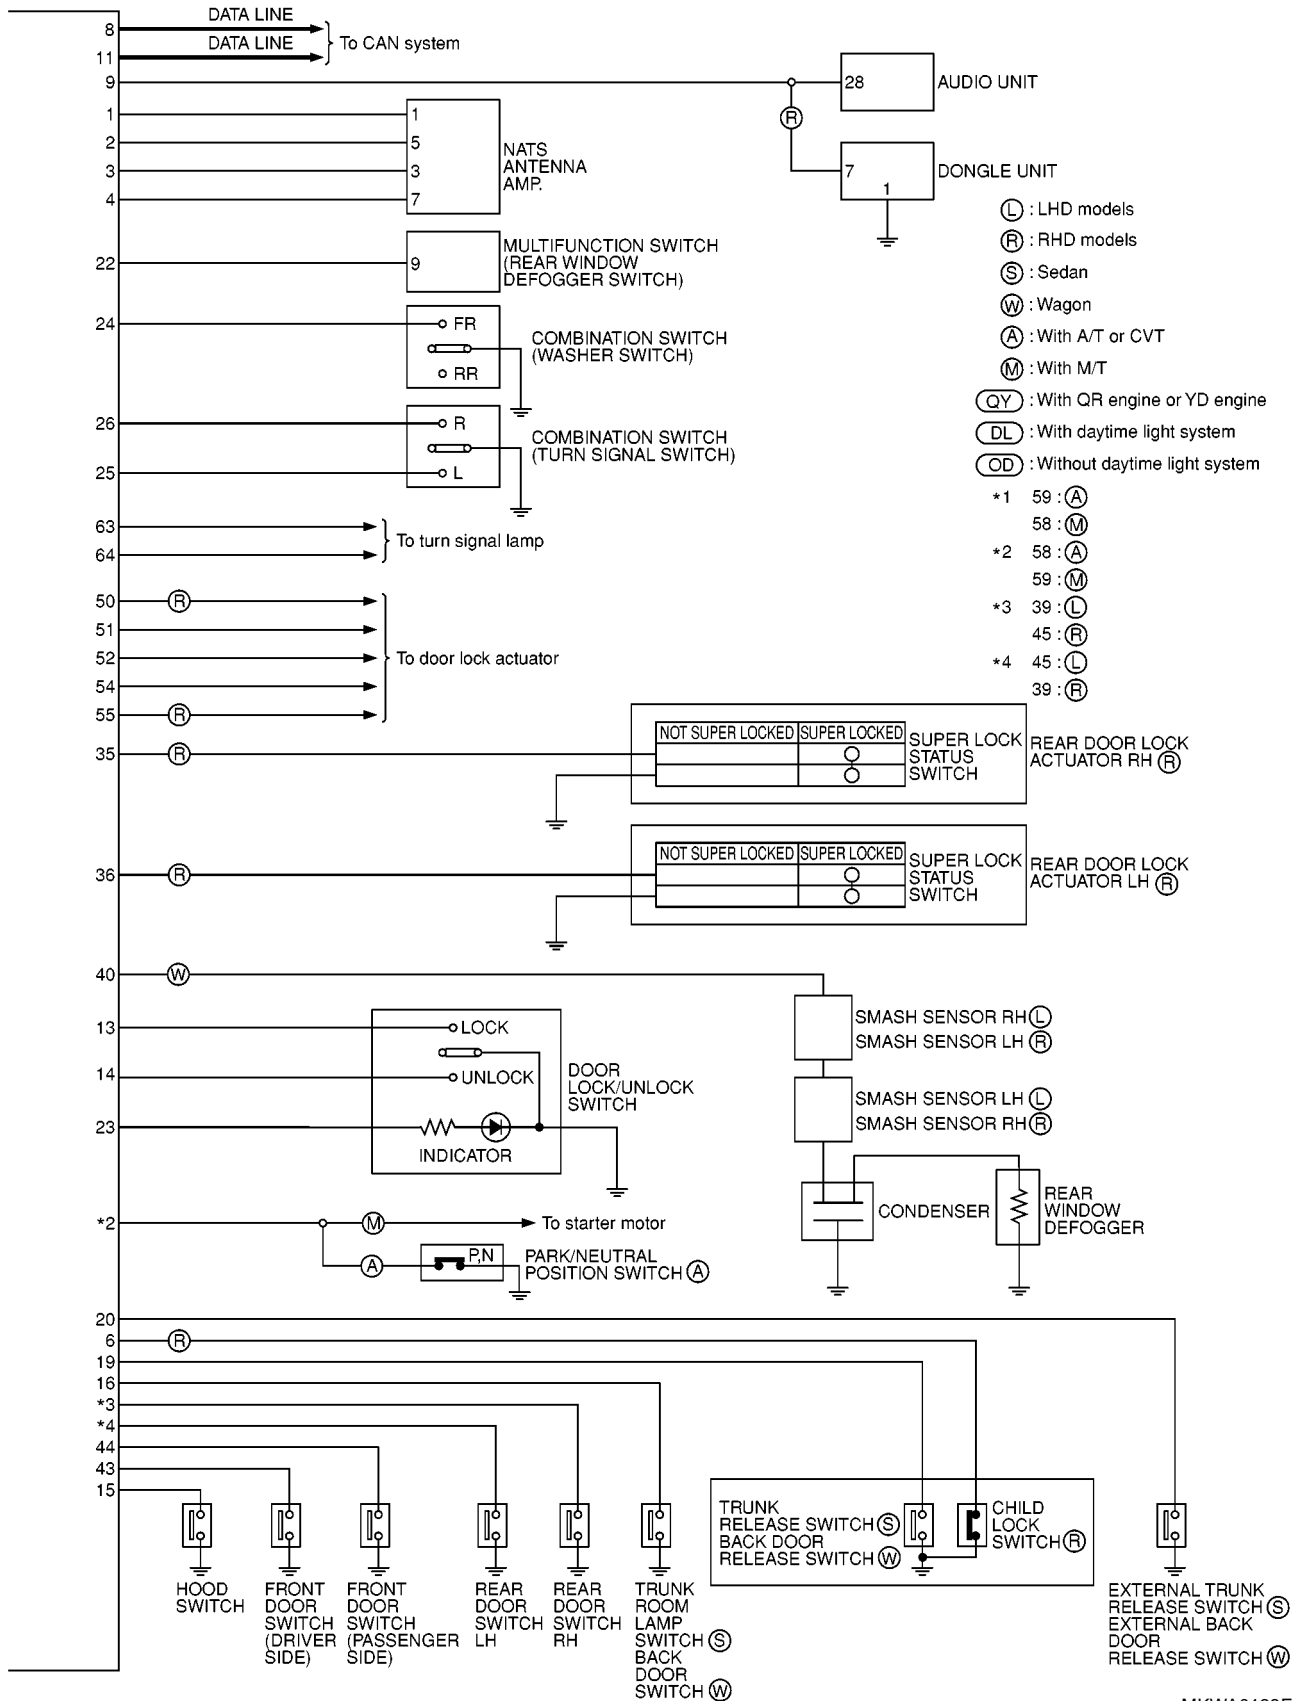 DATA LINE
8
DATA LINE
To CAN system
11
9
28
AUDIO UNIT
R
1
1
2
5
NATS
ANTENNA
AMP.
3
3
4
7
7
1
DONGLE UNIT
L : LHD models
R : RHD models
S : Sedan
W : Wagon
A : With A/T or CVT
M : With M/T
QY : With QR engine or YD engine
DL : With daytime light system
OD : Without daytime light system
*1 59 : A
58 : M
*2 58 : A
59 : M
*3 39 : L
45 : R
*4 45 : L
39 : R
22
9
MULTIFUNCTION SWITCH
(REAR WINDOW
DEFOGGER SWITCH)
24
FR
RR
COMBINATION SWITCH
(WASHER SWITCH)
26
R
COMBINATION SWITCH
(TURN SIGNAL SWITCH)
25
L
63
64
To turn signal lamp
50 R
51
52
To door lock actuator
54
55 R
35 R
NOT SUPER LOCKED SUPER LOCKED
SUPER LOCK
STATUS
SWITCH
REAR DOOR LOCK
ACTUATOR RH R
36 R
NOT SUPER LOCKED SUPER LOCKED
SUPER LOCK
STATUS
SWITCH
REAR DOOR LOCK
ACTUATOR LH R
40 W
SMASH SENSOR RH L
SMASH SENSOR LH R
SMASH SENSOR LH L
SMASH SENSOR RH R
CONDENSER
REAR
WINDOW
DEFOGGER
13
LOCK
14
UNLOCK
DOOR
LOCK/UNLOCK
SWITCH
23
INDICATOR
*2
M
To starter motor
A
P,N
PARK/NEUTRAL
POSITION SWITCH A
20
6 R
19
16
*3
*4
44
43
15
HOOD
SWITCH
FRONT
DOOR
SWITCH
(DRIVER
SIDE)
FRONT
DOOR
SWITCH
(PASSENGER
SIDE)
REAR
DOOR
SWITCH
LH
REAR
DOOR
SWITCH
RH
TRUNK
ROOM
LAMP
SWITCH S
BACK
DOOR
SWITCH W
TRUNK
RELEASE SWITCH S
BACK DOOR
RELEASE SWITCH W
CHILD
LOCK
SWITCH R
EXTERNAL TRUNK
RELEASE SWITCH S
EXTERNAL BACK
DOOR
RELEASE SWITCH W